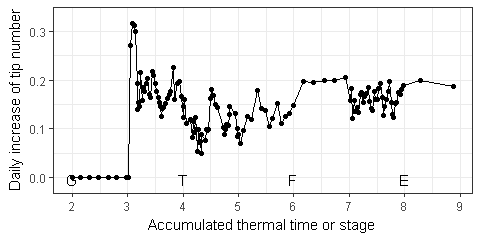 Daily increase of tip number
0.3
0.2
0.1
0.0
G T F E
2 3 4 5 6 7 8 9
Accumulated thermal time or stage